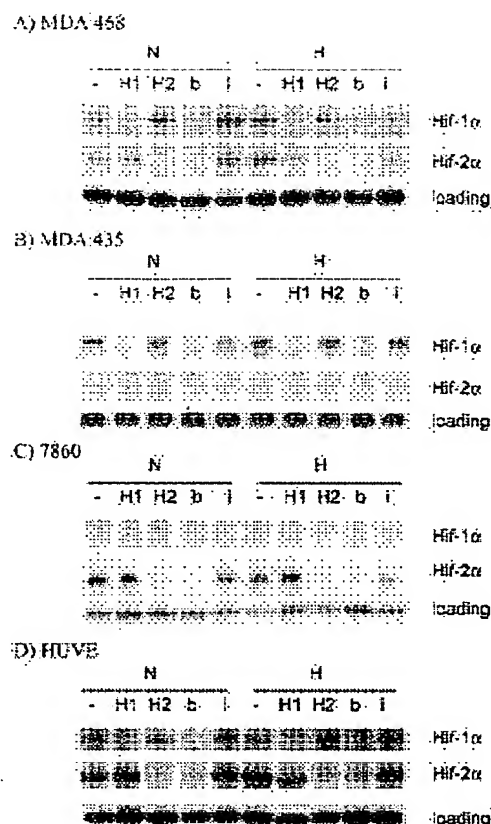 A) MDA 468
N H
- H1 H2 b i - H1 H2 b i
Hif-1α
Hif-2α
loading
B) MDA 435
N H
- H1 H2 b i - H1 H2 b i
Hif-1α
Hif-2α
loading
C) 7860
N H
- H1 H2 b i - H1 H2 b i
Hif-1α
Hif-2α
loading
D) HUVE
N H
- H1 H2 b i - H1 H2 b i
Hif-1α
Hif-2α
loading